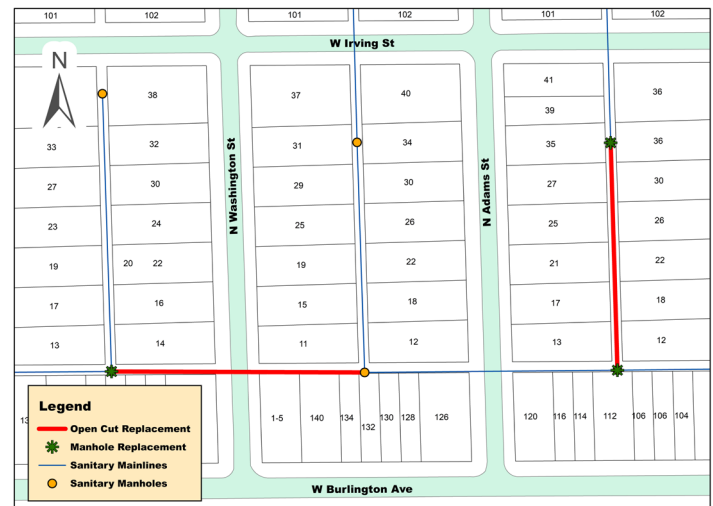 101 102 101 102 101 102
W Irving St
N
38 37 40 41 36
39
33 32 31 34 35 36
27 30 29 30 27 30
23 24 25 26 25 26
19 20 22 19 22 21 22
17 16 15 18 17 18
13 14 11 12 13 12
N Washington St
N Adams St
1-5 140 134 132 130 128 126 120 116 114 112 106 106 104
Legend
Open Cut Replacement
Manhole Replacement
Sanitary Mainlines
Sanitary Manholes
W Burlington Ave